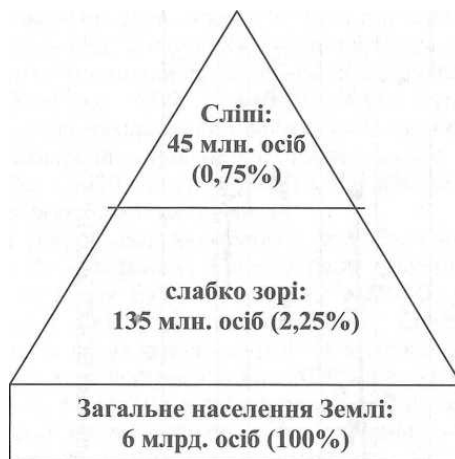 Сліпі:
45 млн. осіб
(0,75%)
слабко зорі:
135 млн. осіб (2,25%)
Загальне населення Землі:
6 млрд. осіб (100%)